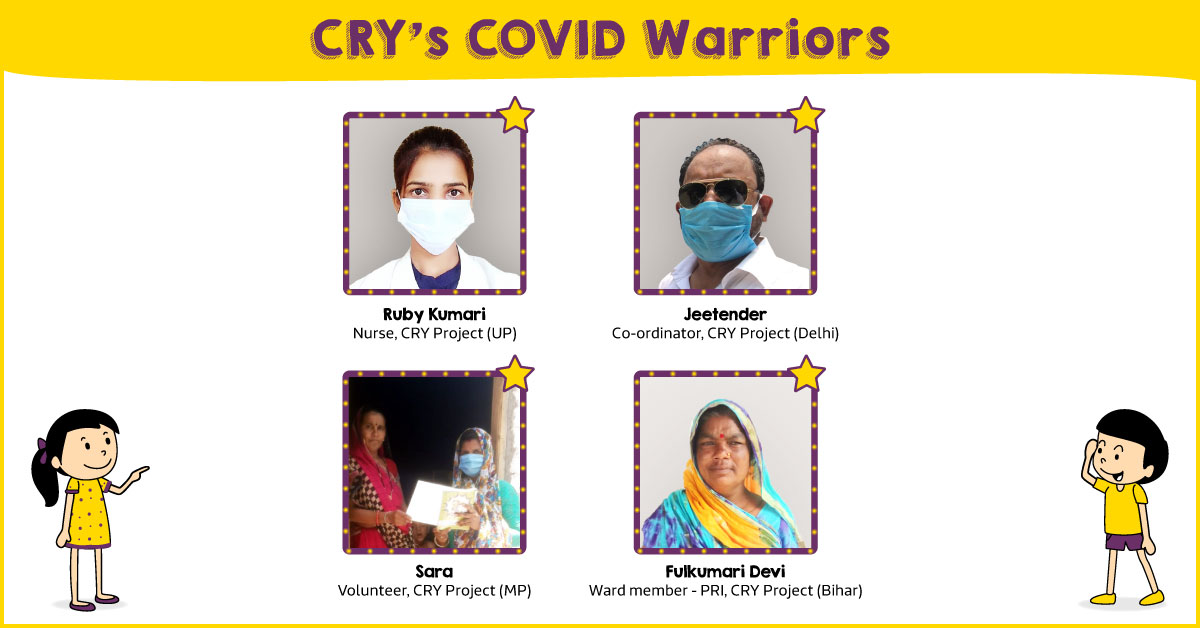 CRY's COVID Warriors
Ruby Kumari
Nurse, CRY Project (UP)
Jeetender
Co-ordinator, CRY Project (Delhi)
Sara
Volunteer, CRY Project (MP)
Fulkumari Devi
Ward member - PRI, CRY Project (Bihar)